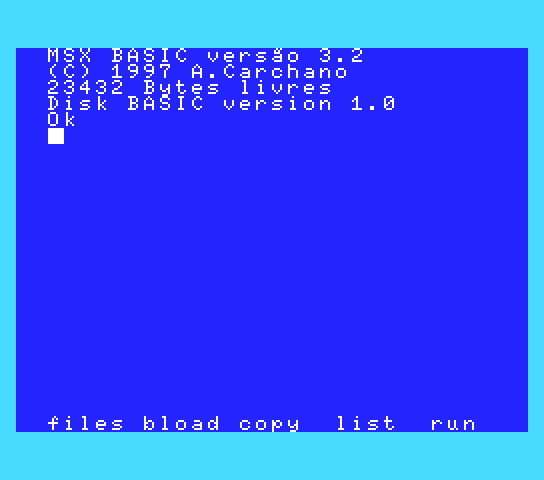 MSX BASIC versão 3.2
(C) 1997 A.Carchano
23432 Bytes livres
Disk BASIC version 1.0
Ok
files bload copy list run